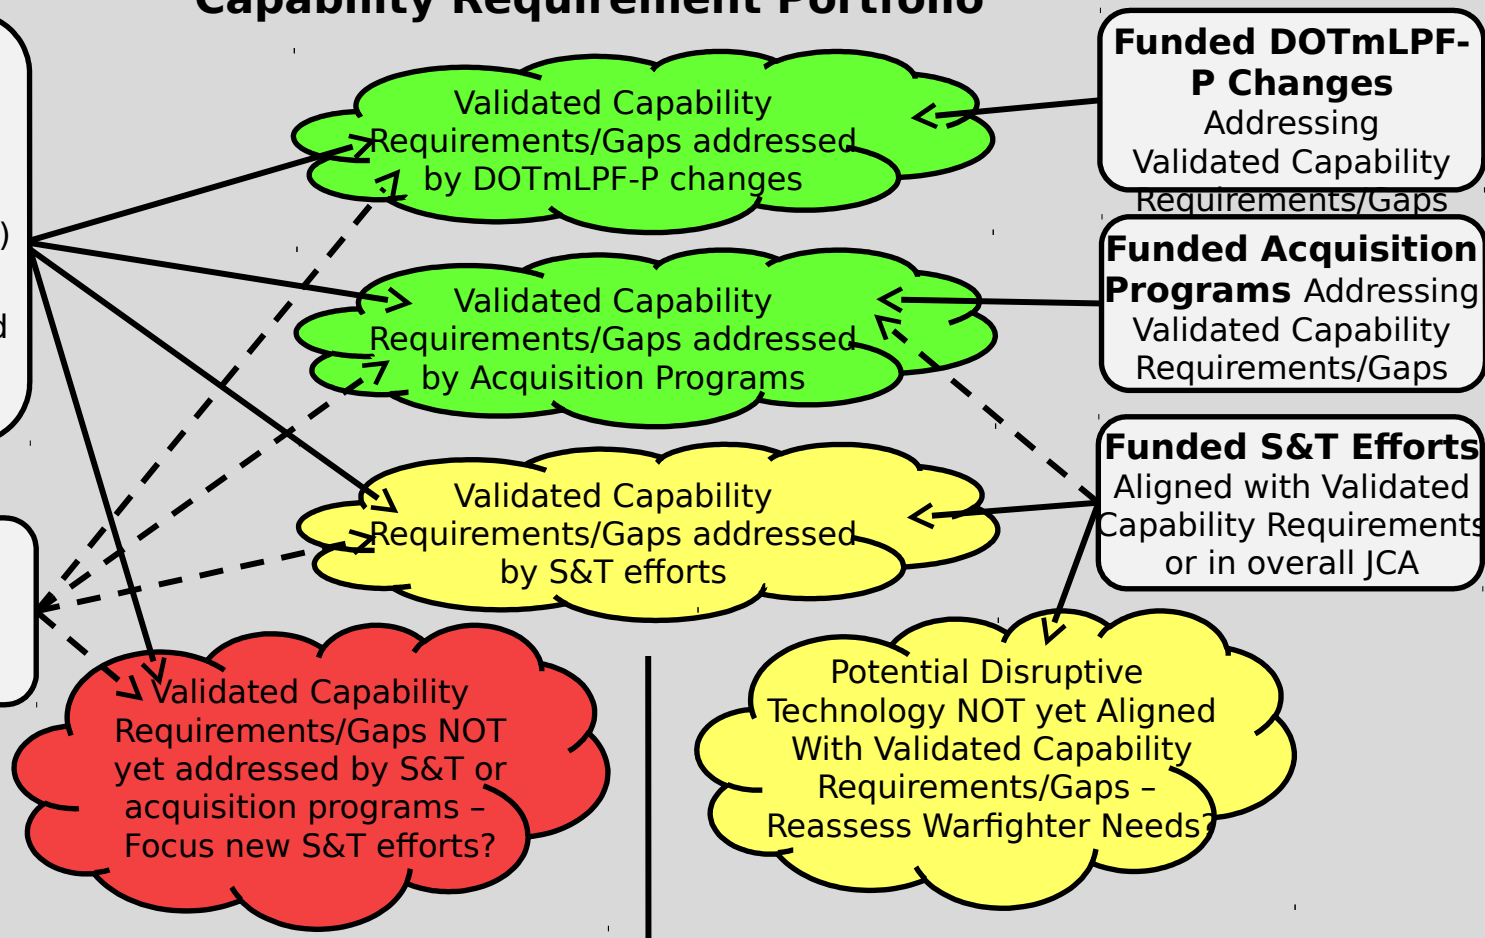 Capability Requirement Portfolio
)
d
Validated Capability
Requirements/Gaps addressed
by DOTmLPF-P changes
Validated Capability
Requirements/Gaps addressed
by Acquisition Programs
Validated Capability
Requirements/Gaps addressed
by S&T efforts
Validated Capability
Requirements/Gaps NOT
yet addressed by S&T or
acquisition programs –
Focus new S&T efforts?
Funded DOTmLPF-
P Changes
Addressing
Validated Capability
Requirements/Gaps
Funded Acquisition
Programs Addressing
Validated Capability
Requirements/Gaps
Funded S&T Efforts
Aligned with Validated
Capability Requirements
or in overall JCA
Potential Disruptive
Technology NOT yet Aligned
With Validated Capability
Requirements/Gaps –
Reassess Warfighter Needs?